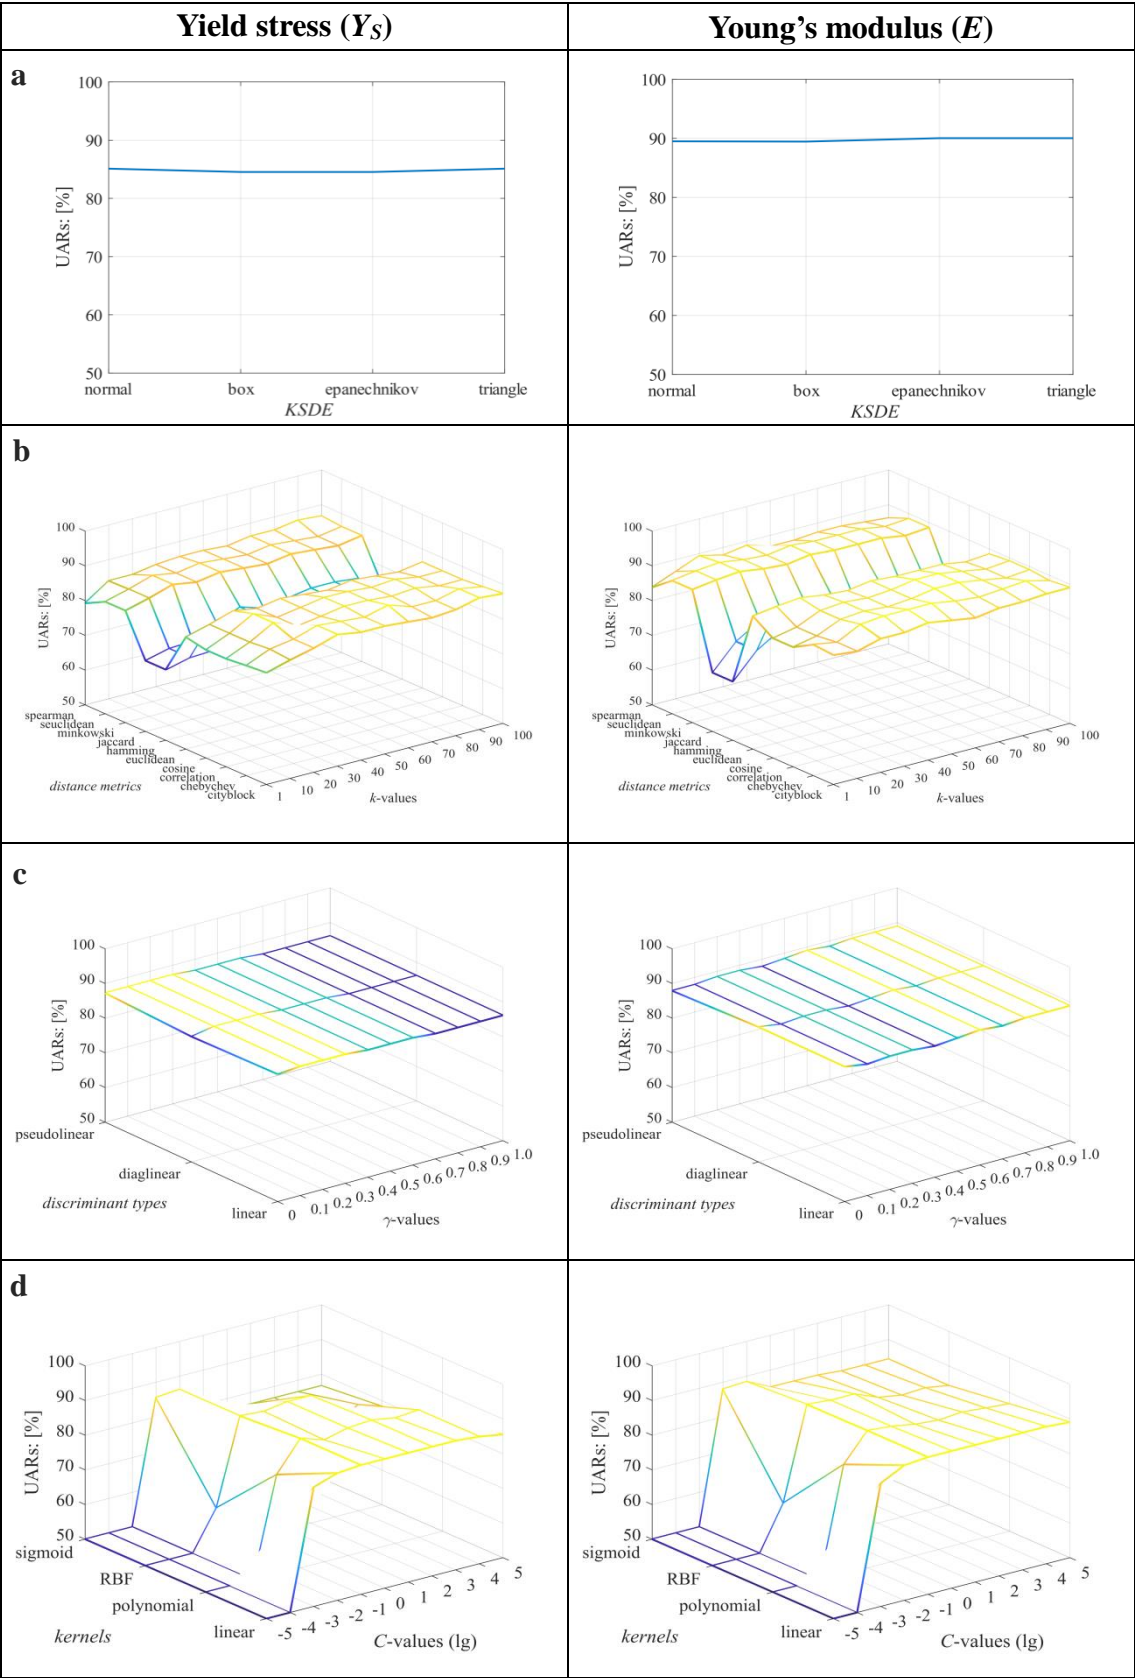 Yield stress (Y_S)
Young's modulus (E)
a
100
90
80
70
60
50
UARs: [%]
normal box epanechnikov triangle
KSDE
100
90
80
70
60
50
UARs: [%]
normal box epanechnikov triangle
KSDE
b
100
90
80
70
60
50
UARs: [%]
spearman
seuclidean
minkowski
jaccard
hamming
euclidean
cosine
correlation
chebychev
cityblock
distance metrics
1 10 20 30 40 50 60 70 80 90 100
k-values
100
90
80
70
60
50
UARs: [%]
spearman
seuclidean
minkowski
jaccard
hamming
euclidean
cosine
correlation
chebychev
cityblock
distance metrics
1 10 20 30 40 50 60 70 80 90 100
k-values
c
100
90
80
70
60
50
UARs: [%]
pseudolinear
diaglinear
linear
discriminant types
0 0.1 0.2 0.3 0.4 0.5 0.6 0.7 0.8 0.9 1.0
γ-values
100
90
80
70
60
50
UARs: [%]
pseudolinear
diaglinear
linear
discriminant types
0 0.1 0.2 0.3 0.4 0.5 0.6 0.7 0.8 0.9 1.0
γ-values
d
100
90
80
70
60
50
UARs: [%]
sigmoid
RBF
polynomial
linear
kernels
-5 -4 -3 -2 -1 0 1 2 3 4 5
C-values (lg)
100
90
80
70
60
50
UARs: [%]
sigmoid
RBF
polynomial
linear
kernels
-5 -4 -3 -2 -1 0 1 2 3 4 5
C-values (lg)